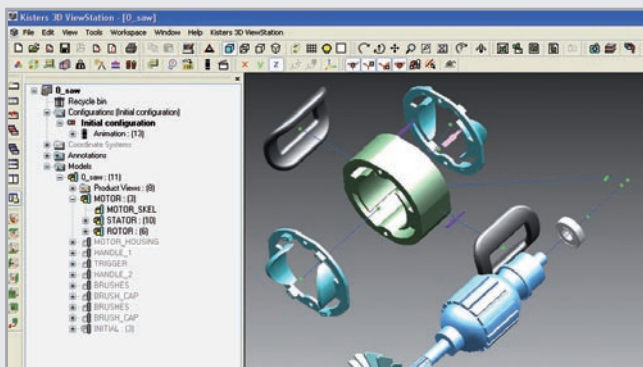 Kisters 3D ViewStation - [0_saw]
File Edit View Tools Workspace Window Help Kisters 3D ViewStation
x y z
0_saw
Recycle bin
Configurations (Initial configuration)
Initial configuration
Animation : (13)
Coordinate Systems
Annotations
Models
0_saw : (11)
Product Views : (8)
MOTOR : (3)
MOTOR_SKEL
STATOR : (10)
ROTOR : (6)
MOTOR_HOUSING
HANDLE_1
TRIGGER
HANDLE_2
BRUSHES
BRUSH_CAP
BRUSHES
BRUSH_CAP
INITIAL : (3)